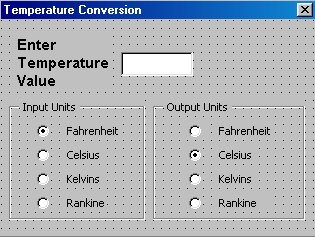 Temperature Conversion
Enter
Temperature
Value
Input Units
Fahrenheit
Celsius
Kelvins
Rankine
Output Units
Fahrenheit
Celsius
Kelvins
Rankine